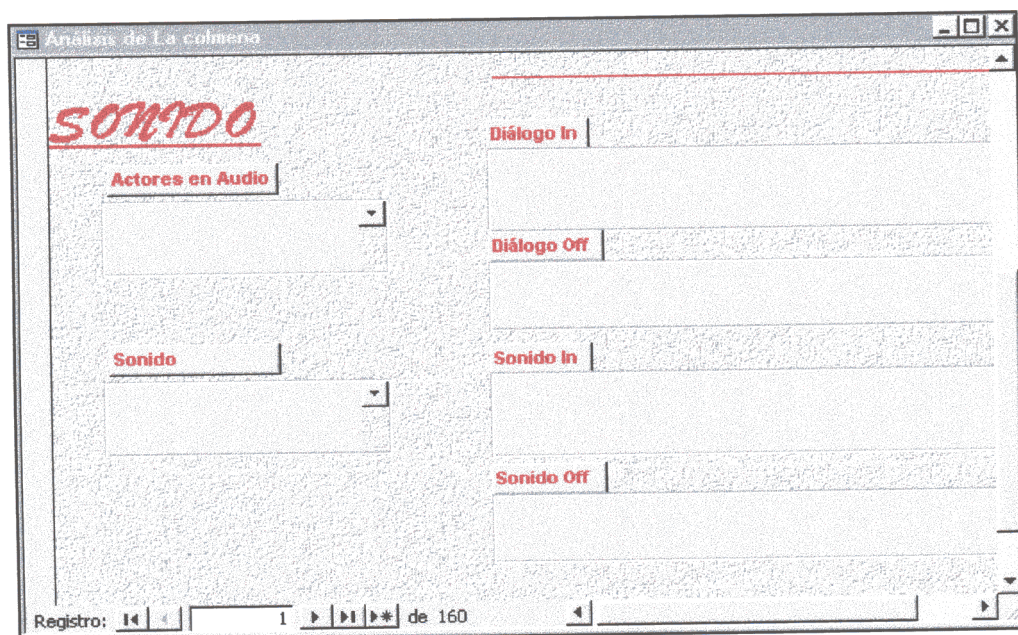 Análisis de La colmena
SONIDO
Actores en Audio
Sonido
Diálogo In
Diálogo Off
Sonido In
Sonido Off
Registro: 1 de 160